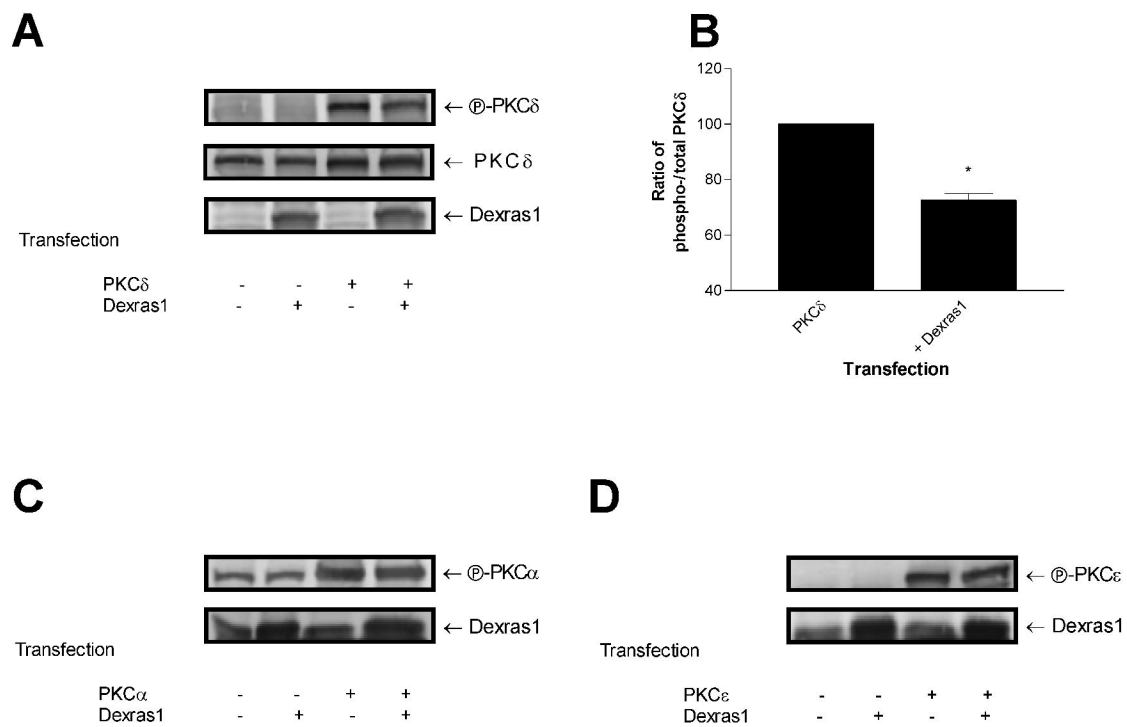 A
← Ⓟ-PKCδ
← PKCδ
← Dexras1
Transfection
PKCδ - - + +
Dexras1 - + - +
B
120
100
80
60
40
Ratio of
phospho-/total PKCδ
*
PKCδ
+ Dexras1
Transfection
C
← Ⓟ-PKCα
← Dexras1
Transfection
PKCα - - + +
Dexras1 - + - +
D
← Ⓟ-PKCε
← Dexras1
Transfection
PKCε - - + +
Dexras1 - + - +